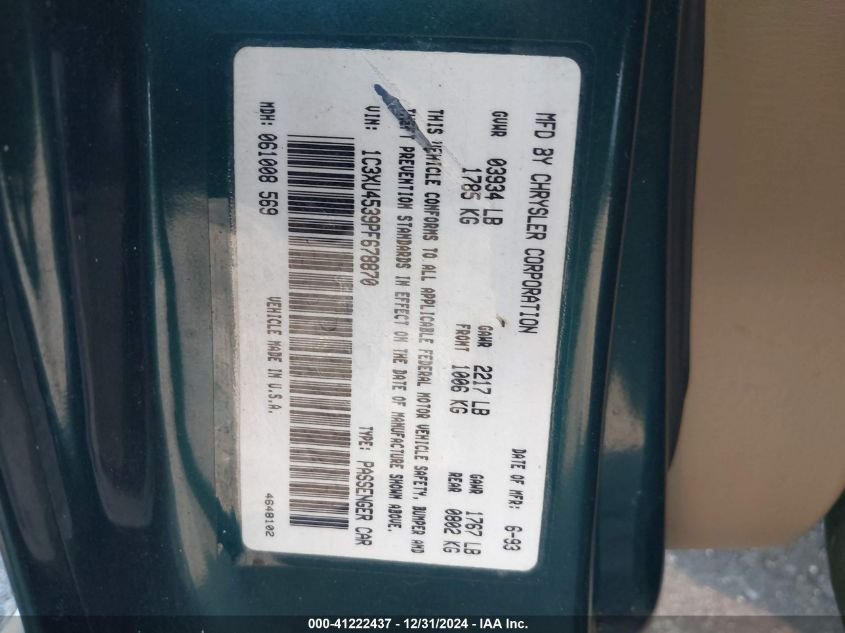 MFD BY CHRYSLER CORPORATION DATE OF MFR: 6-93
GVWR 03934 LB GAWR 2217 LB GAWR 1767 LB
1785 KG FRONT 1006 KG REAR 0802 KG
THIS VEHICLE CONFORMS TO ALL APPLICABLE FEDERAL MOTOR VEHICLE SAFETY, BUMPER AND
THEFT PREVENTION STANDARDS IN EFFECT ON THE DATE OF MANUFACTURE SHOWN ABOVE.
VIN: 1C3XU4539PF678870 TYPE: PASSENGER CAR
MDH: 061008 569 VEHICLE MADE IN U.S.A. 4648102
000-41222437 - 12/31/2024 - IAA Inc.